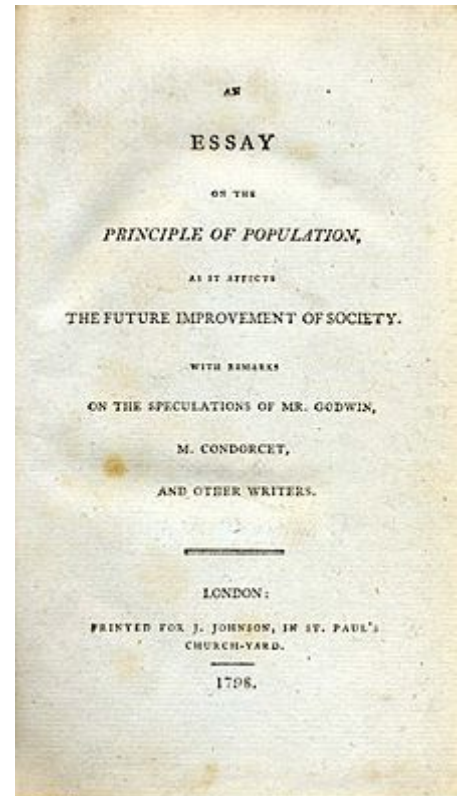 AN
ESSAY
ON THE
PRINCIPLE OF POPULATION,
AS IT AFFECTS
THE FUTURE IMPROVEMENT OF SOCIETY.
WITH REMARKS
ON THE SPECULATIONS OF MR. GODWIN,
M. CONDORCET,
AND OTHER WRITERS.
LONDON:
PRINTED FOR J. JOHNSON, IN ST. PAUL'S
CHURCH-YARD.
1798.